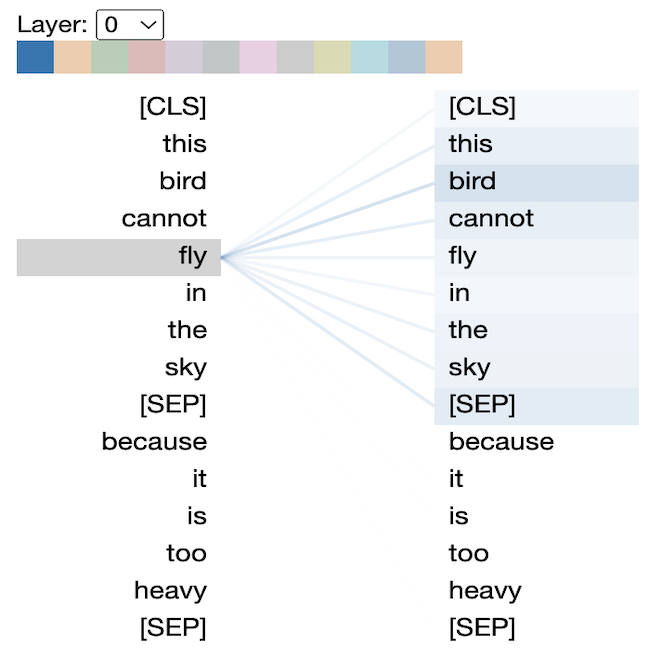 Layer: 0
[CLS] [CLS]
this this
bird bird
cannot cannot
fly fly
in in
the the
sky sky
[SEP] [SEP]
because because
it it
is is
too too
heavy heavy
[SEP] [SEP]